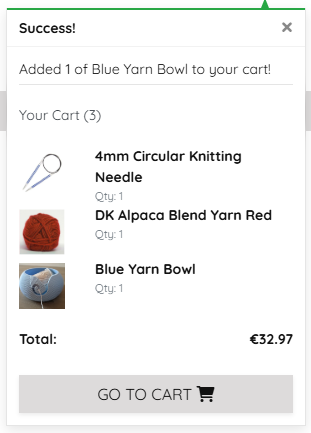 Success!
×
Added 1 of Blue Yarn Bowl to your cart!
Your Cart (3)
4mm Circular Knitting
Needle
Qty: 1
DK Alpaca Blend Yarn Red
Qty: 1
Blue Yarn Bowl
Qty: 1
Total: €32.97
GO TO CART